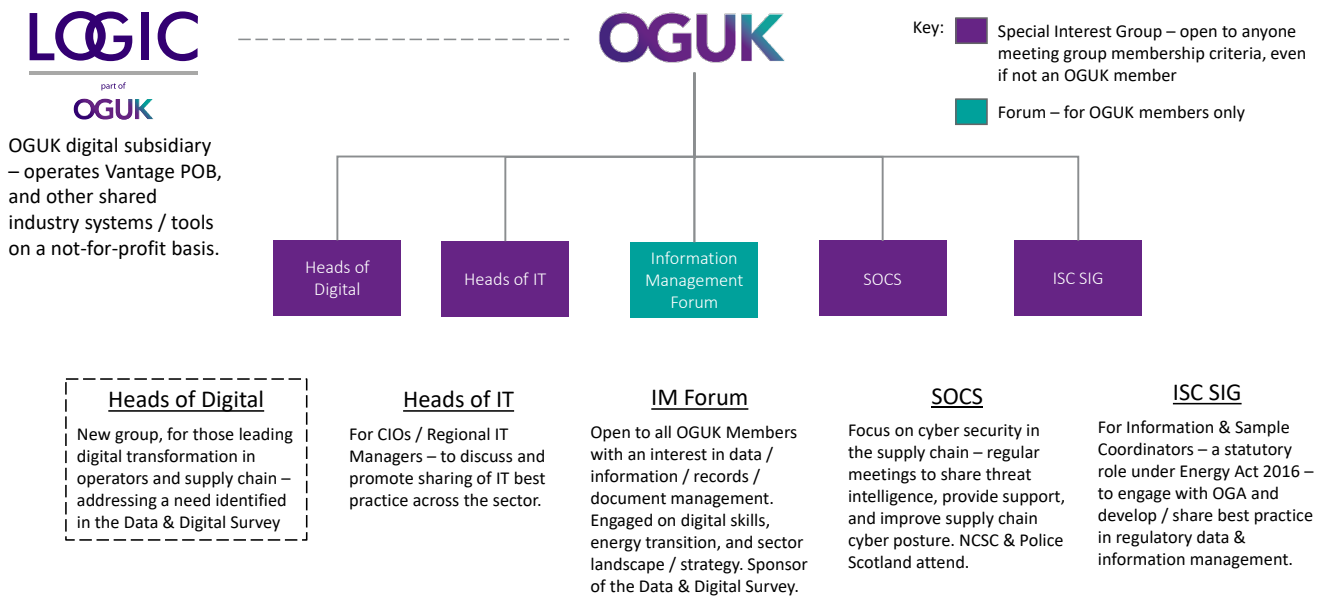 LOGIC
part of
OGUK
OGUK digital subsidiary
– operates Vantage POB,
and other shared
industry systems / tools
on a not-for-profit basis.
OGUK
Key:
Special Interest Group – open to anyone
meeting group membership criteria, even
if not an OGUK member
Forum – for OGUK members only
Heads of
Digital
Heads of IT
Information
Management
Forum
SOCS
ISC SIG
Heads of Digital
New group, for those leading
digital transformation in
operators and supply chain –
addressing a need identified
in the Data & Digital Survey
Heads of IT
For CIOs / Regional IT
Managers – to discuss and
promote sharing of IT best
practice across the sector.
IM Forum
Open to all OGUK Members
with an interest in data /
information / records /
document management.
Engaged on digital skills,
energy transition, and sector
landscape / strategy. Sponsor
of the Data & Digital Survey.
SOCS
Focus on cyber security in
the supply chain – regular
meetings to share threat
intelligence, provide support,
and improve supply chain
cyber posture. NCSC & Police
Scotland attend.
ISC SIG
For Information & Sample
Coordinators – a statutory
role under Energy Act 2016 –
to engage with OGA and
develop / share best practice
in regulatory data &
information management.